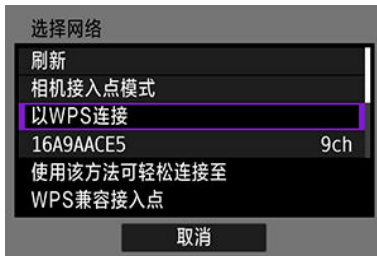 选择网络
刷新
相机接入点模式
以WPS连接
16A9AACE5 9ch
使用该方法可轻松连接至
WPS兼容接入点
取消